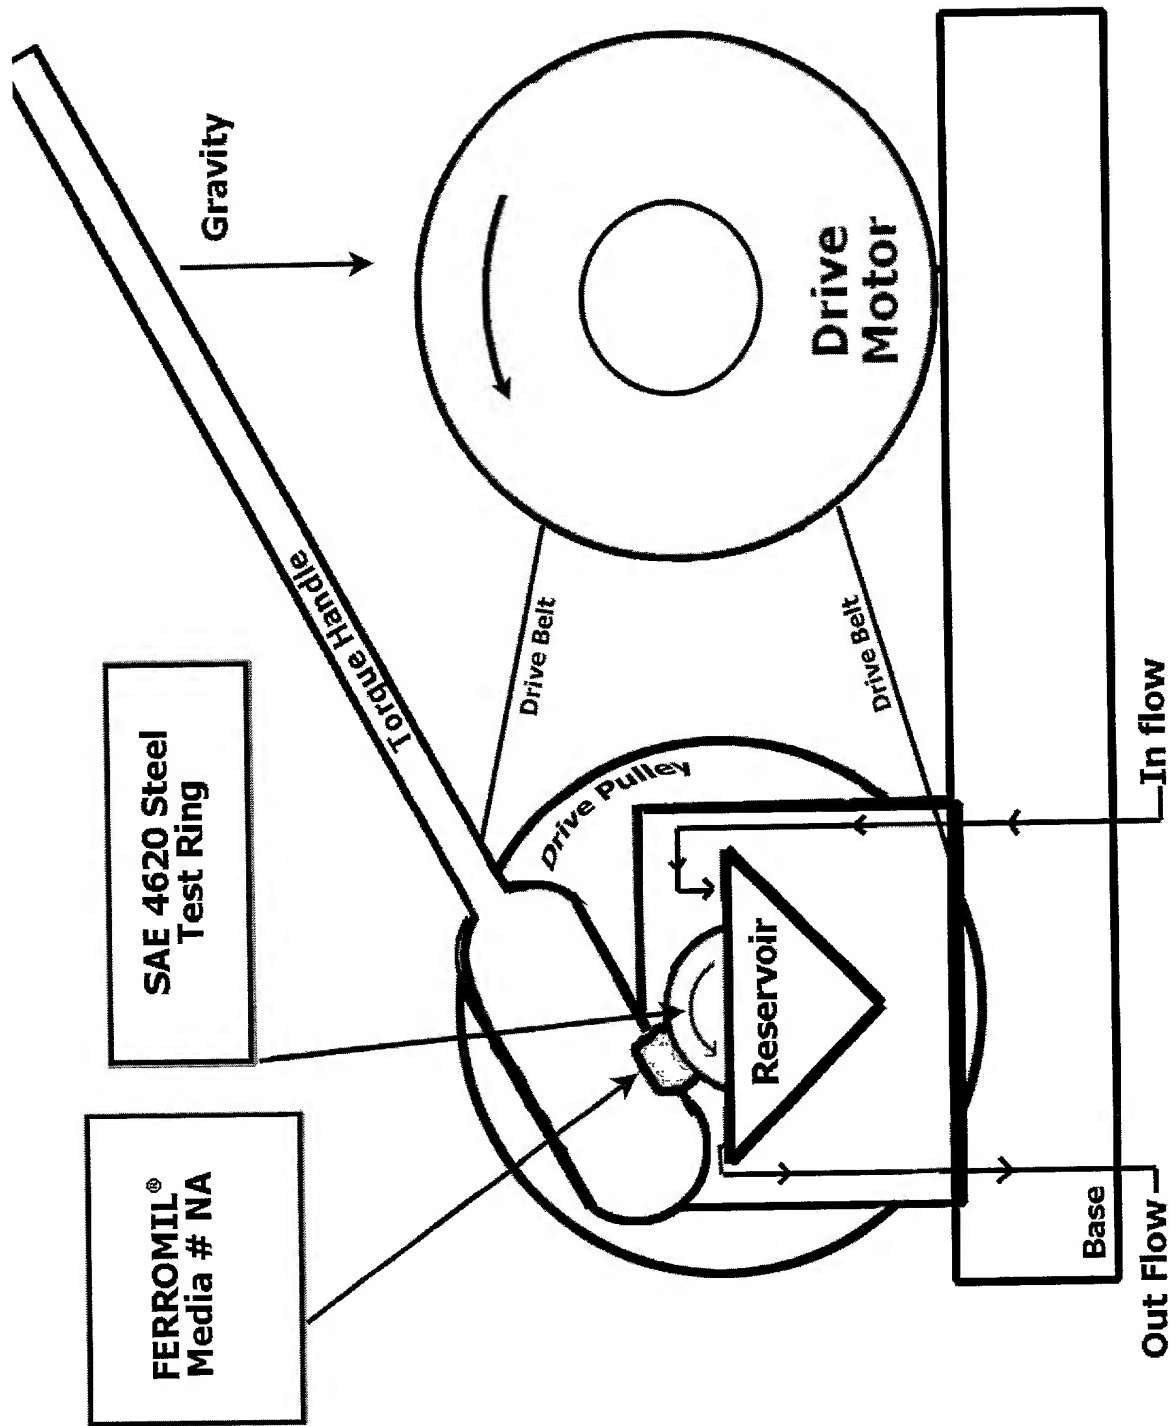 FERROMIL®
Media # NA
SAE 4620 Steel
Test Ring
Torque Handle
Gravity
Drive Pulley
Drive Belt
Drive Belt
Drive
Motor
Reservoir
Base
Out Flow
In flow